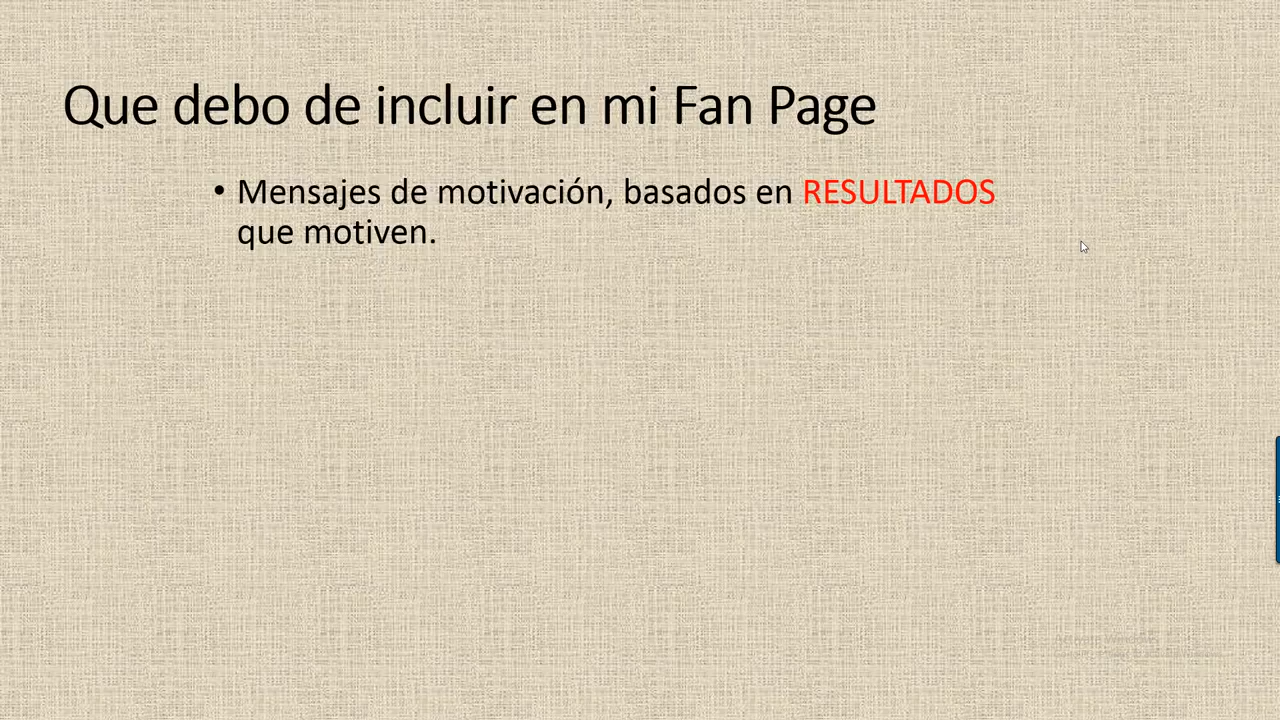 Que debo de incluir en mi Fan Page
• Mensajes de motivación, basados en RESULTADOS
que motiven.